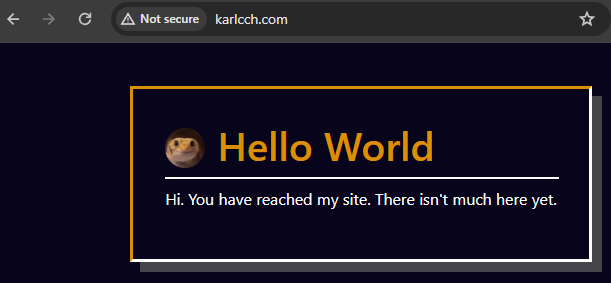 Not secure
karlcch.com
Hello World
Hi. You have reached my site. There isn't much here yet.